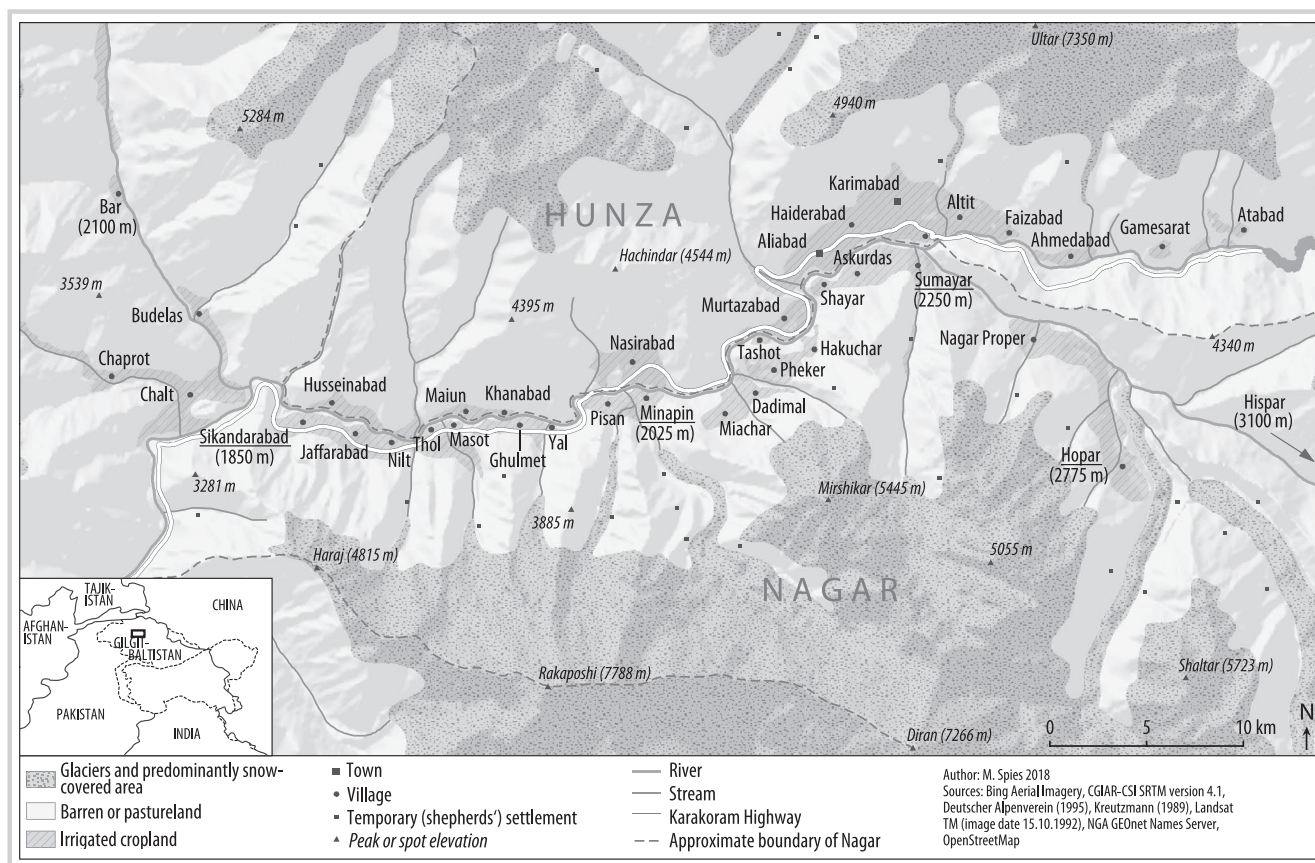 Ultar (7350 m)
5284 m
4940 m
Karimabad
Bar
(2100 m)
HUNZA
Haiderabad
Altit
Faizabad
Atabad
Aliabad
Ahmedabad
Gamesarat
Hachindar (4544 m)
Askurdas
3539 m
Shayar
Sumayar
(2250 m)
Budelas
4395 m
Murtazabad
Nagar Proper
4340 m
Nasirabad
Tashot
Hakuchar
Chaprot
Pheker
Chalt
Husseinabad
Maiun
Khanabad
Hispar
(3100 m)
Pisan
Minapin
(2025 m)
Dadimal
Miachar
Sikandarabad
(1850 m)
Jaffarabad
Nilt
Thol
Masot
Ghulmet
Yal
Hopar
(2775 m)
3281 m
Mirshikar (5445 m)
3885 m
Haraj (4815 m)
5055 m
NAGAR
Rakaposhi (7788 m)
Shaltar (5723 m)
Diran (7266 m)
TAJIK-
ISTAN
CHINA
AFGHAN-
ISTAN
GILGIT-
BALTISTAN
PAKISTAN
INDIA
0 5 10 km
N
Glaciers and predominantly snow-
covered area
Barren or pastureland
Irrigated cropland
Town
Village
Temporary (shepherds') settlement
Peak or spot elevation
River
Stream
Karakoram Highway
Approximate boundary of Nagar
Author: M. Spies 2018
Sources: Bing Aerial Imagery, CGIAR-CSI SRTM version 4.1,
Deutscher Alpenverein (1995), Kreutzmann (1989), Landsat
TM (image date 15.10.1992), NGA GEOnet Names Server,
OpenStreetMap